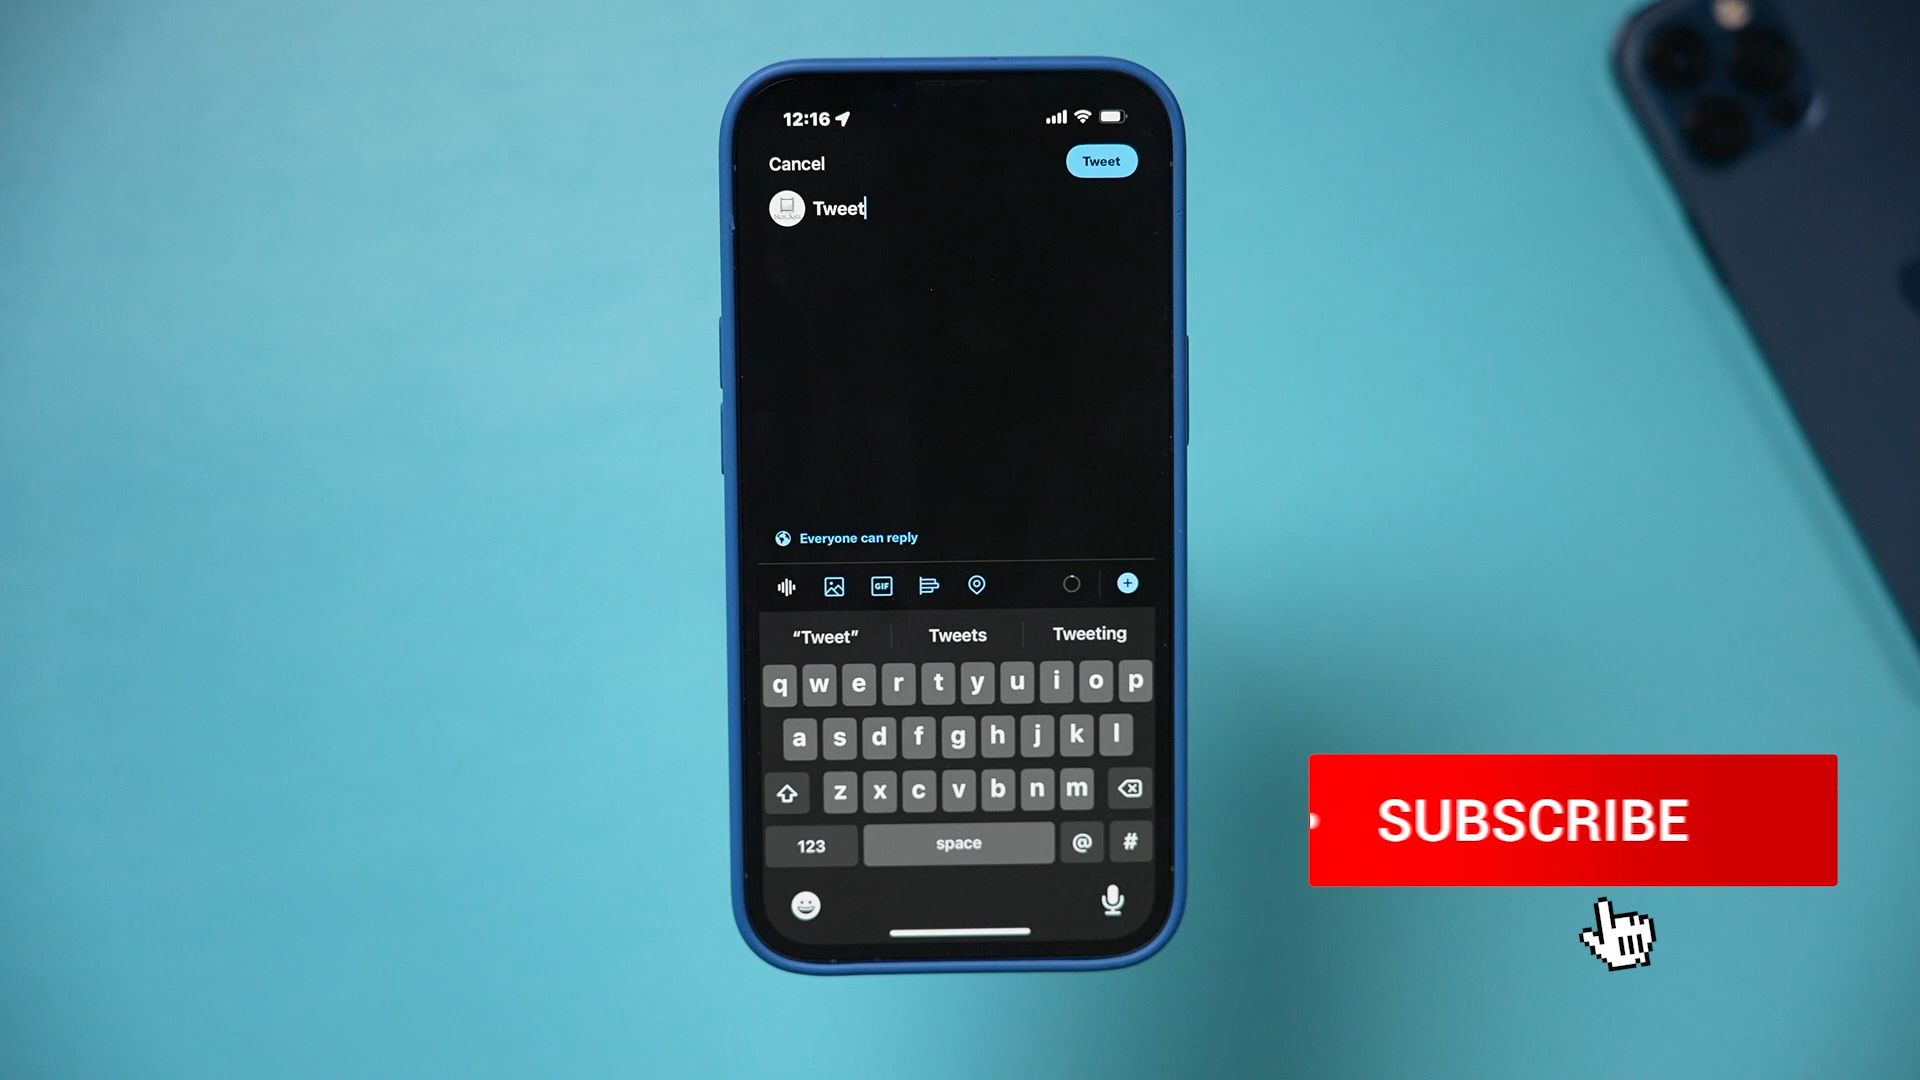 12:16
Cancel
Tweet
Tweet
Everyone can reply
GIF
“Tweet”
Tweets
Tweeting
q w e r t y u i o p
a s d f g h j k l
z x c v b n m
123
space
@
#
SUBSCRIBE